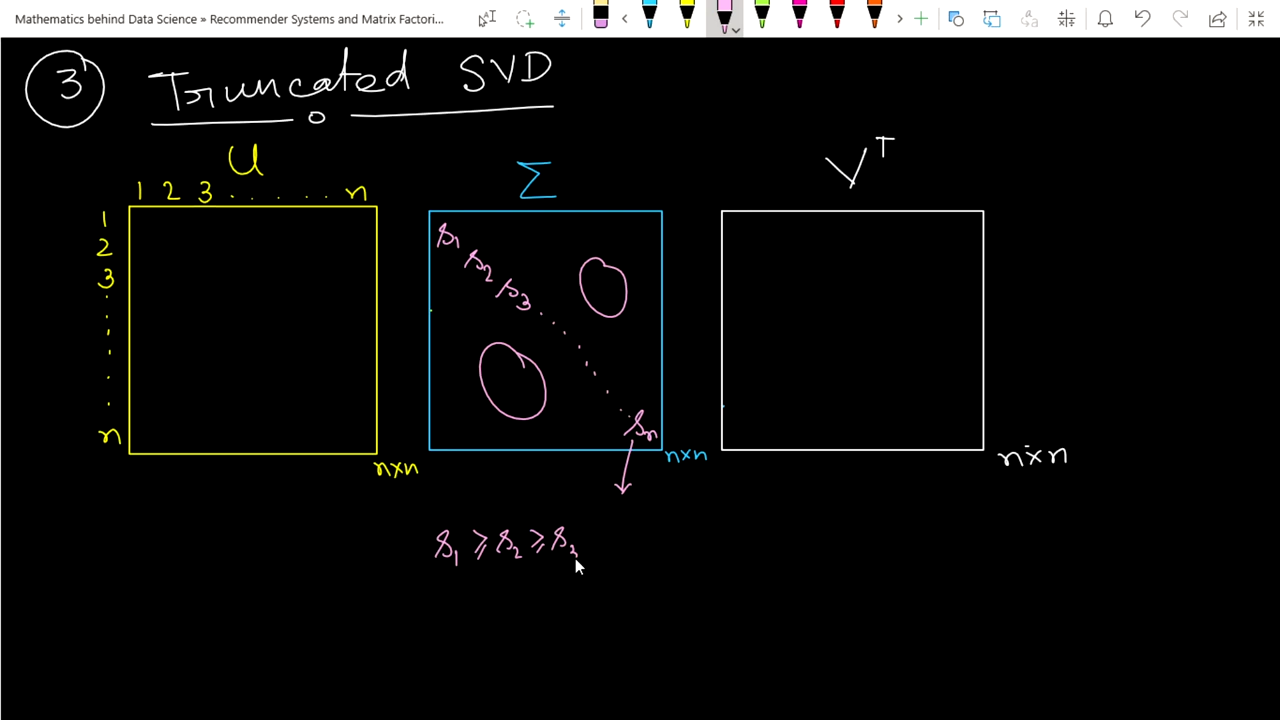 Mathematics behind Data Science » Recommender Systems and Matrix Factori...
3 Truncated SVD
U
Σ
V^T
1 2 3 . . . . . n
1
2
3
.
.
.
.
.
n
n×n
s₁
s₂
s₃
. . . . . . .
sₙ
n×n
n×n
s₁ ⩾ s₂ ⩾ s₃